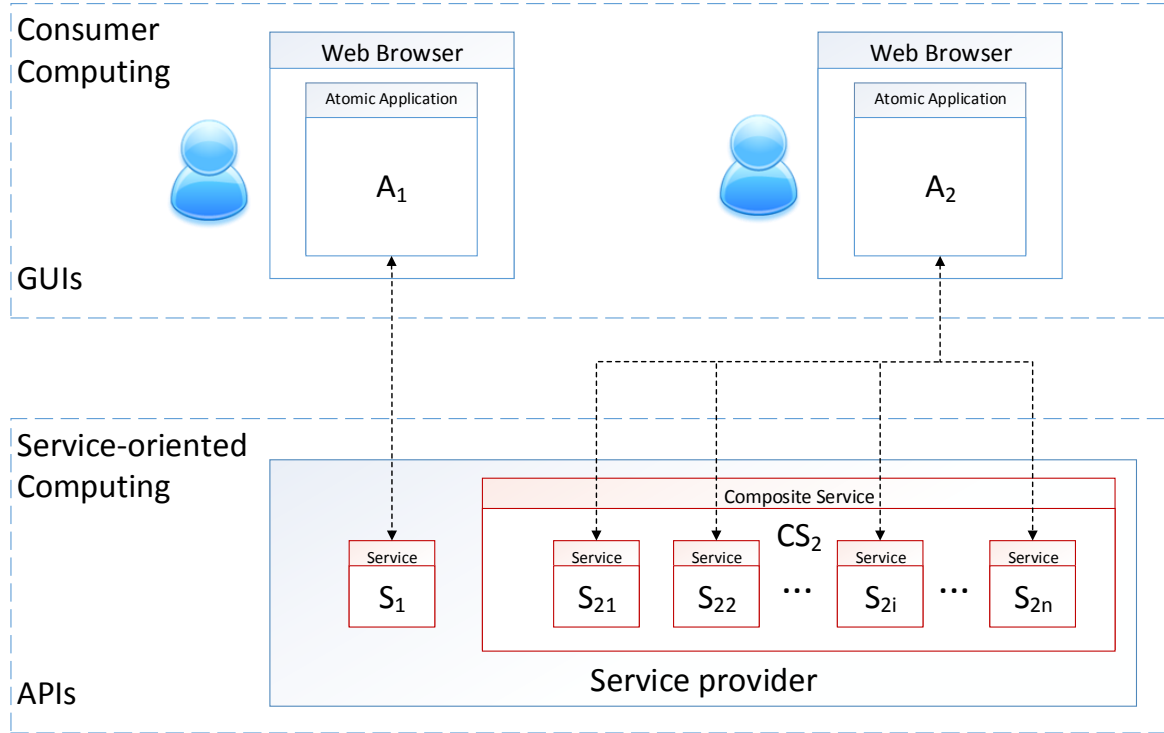 Consumer
Computing
Web Browser
Web Browser
Atomic Application
Atomic Application
A1
A2
GUIs
Service-oriented
Computing
Composite Service
CS2
Service
Service
Service
Service
Service
S1
S21
S22
...
S2i
...
S2n
Service provider
APIs